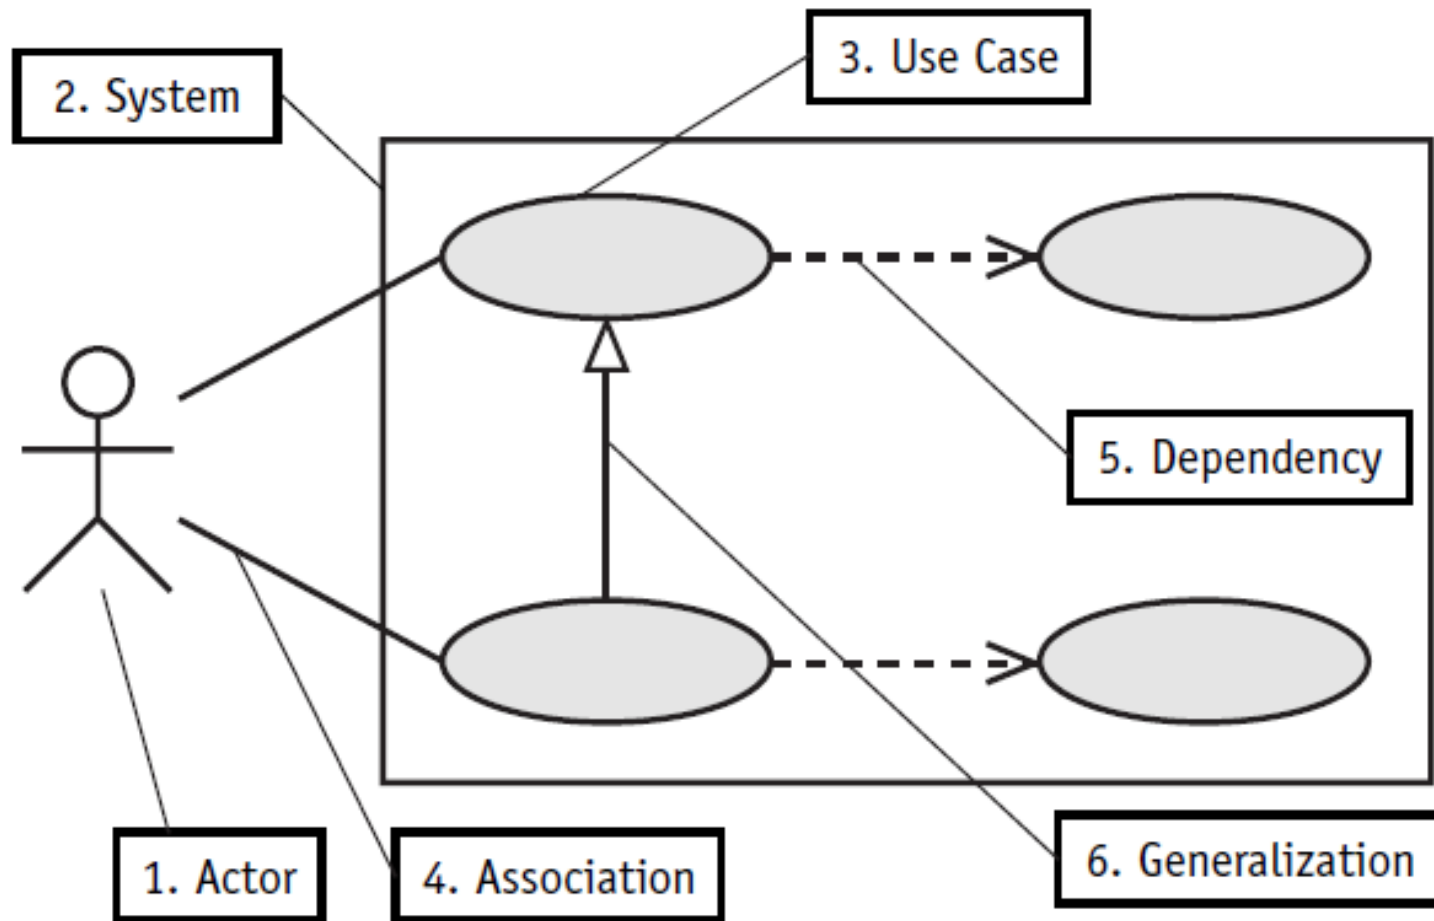 3. Use Case
2. System
5. Dependency
1. Actor
4. Association
6. Generalization